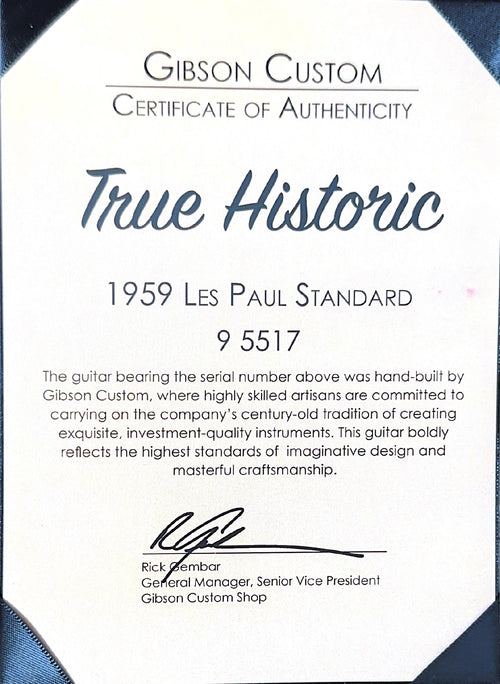 Gibson Custom
Certificate of Authenticity
True Historic
1959 Les Paul Standard
9 5517
The guitar bearing the serial number above was hand-built by
Gibson Custom, where highly skilled artisans are committed to
carrying on the company's century-old tradition of creating
exquisite, investment-quality instruments. This guitar boldly
reflects the highest standards of imaginative design and
masterful craftsmanship.
Rick Gembar
General Manager, Senior Vice President
Gibson Custom Shop